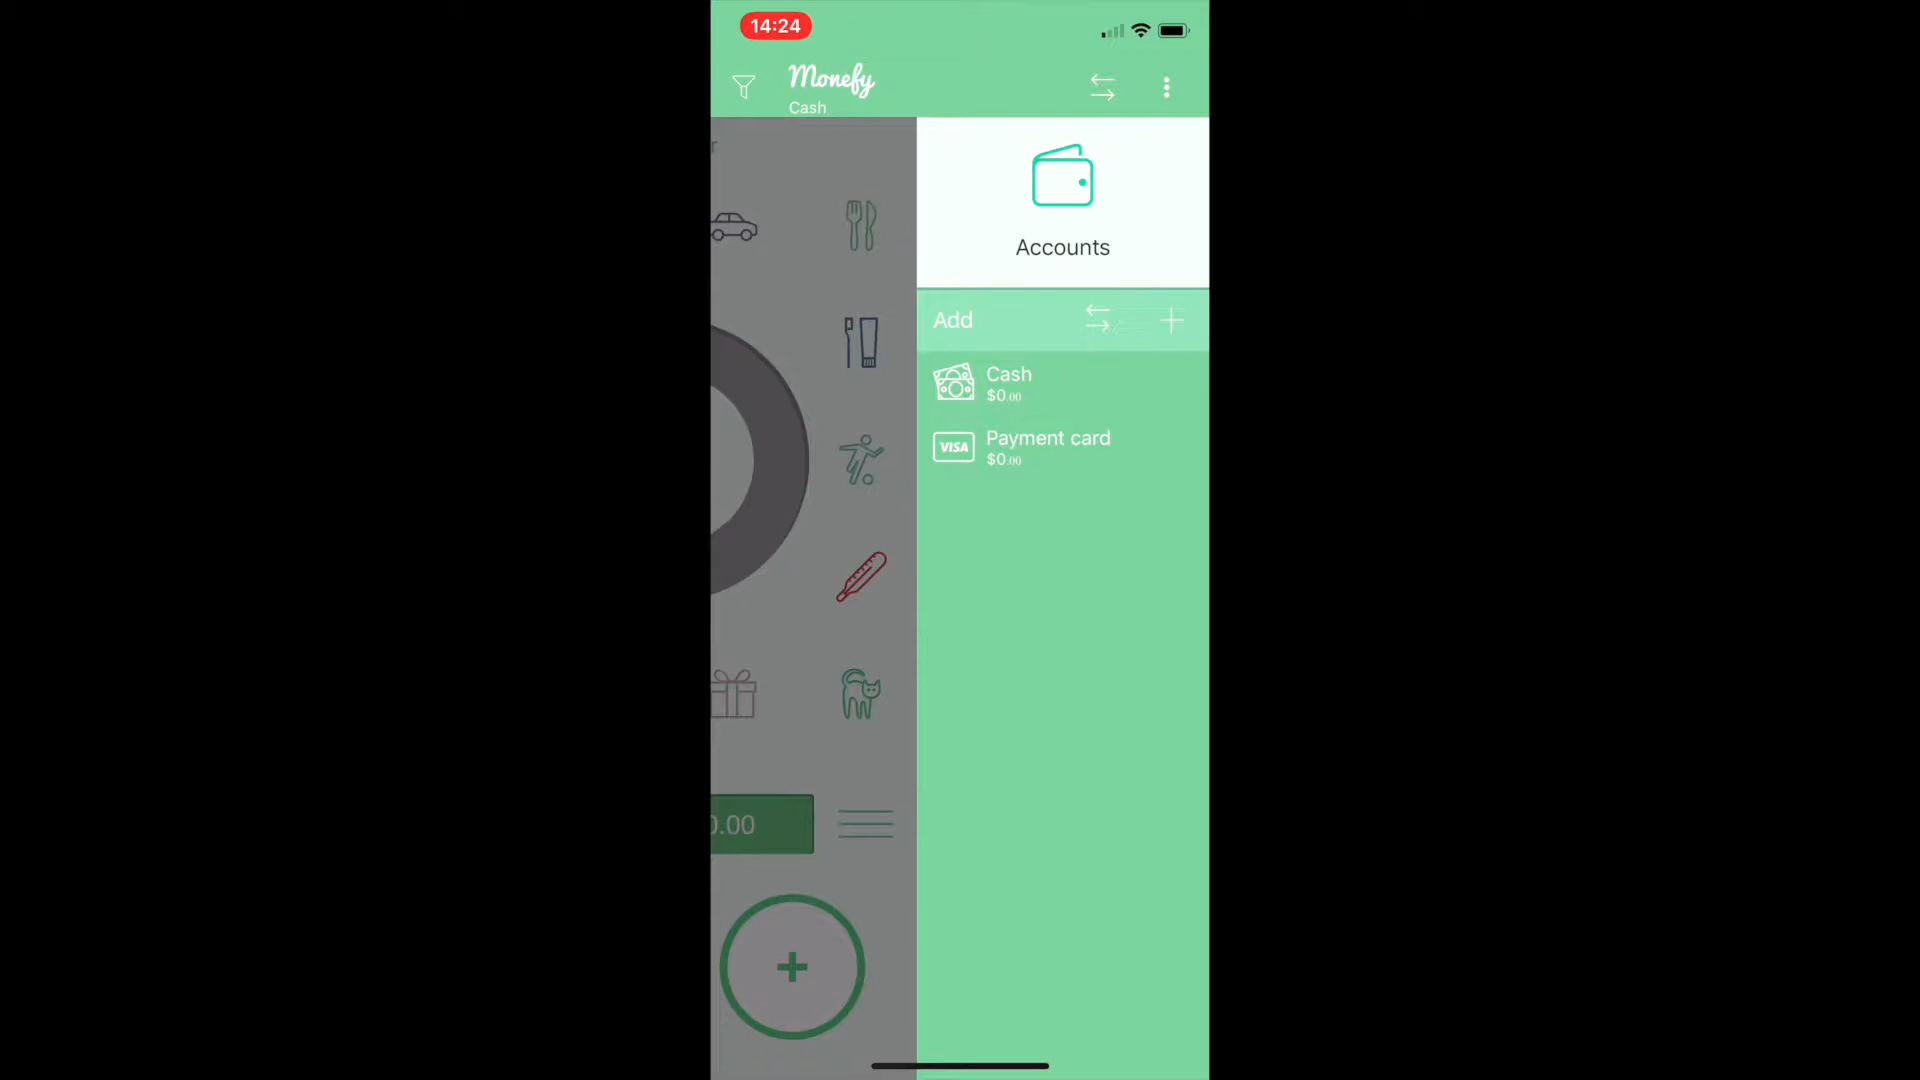 14:24
Monefy
Cash
r
Accounts
Add
Cash
$0.00
VISA
Payment card
$0.00
0.00